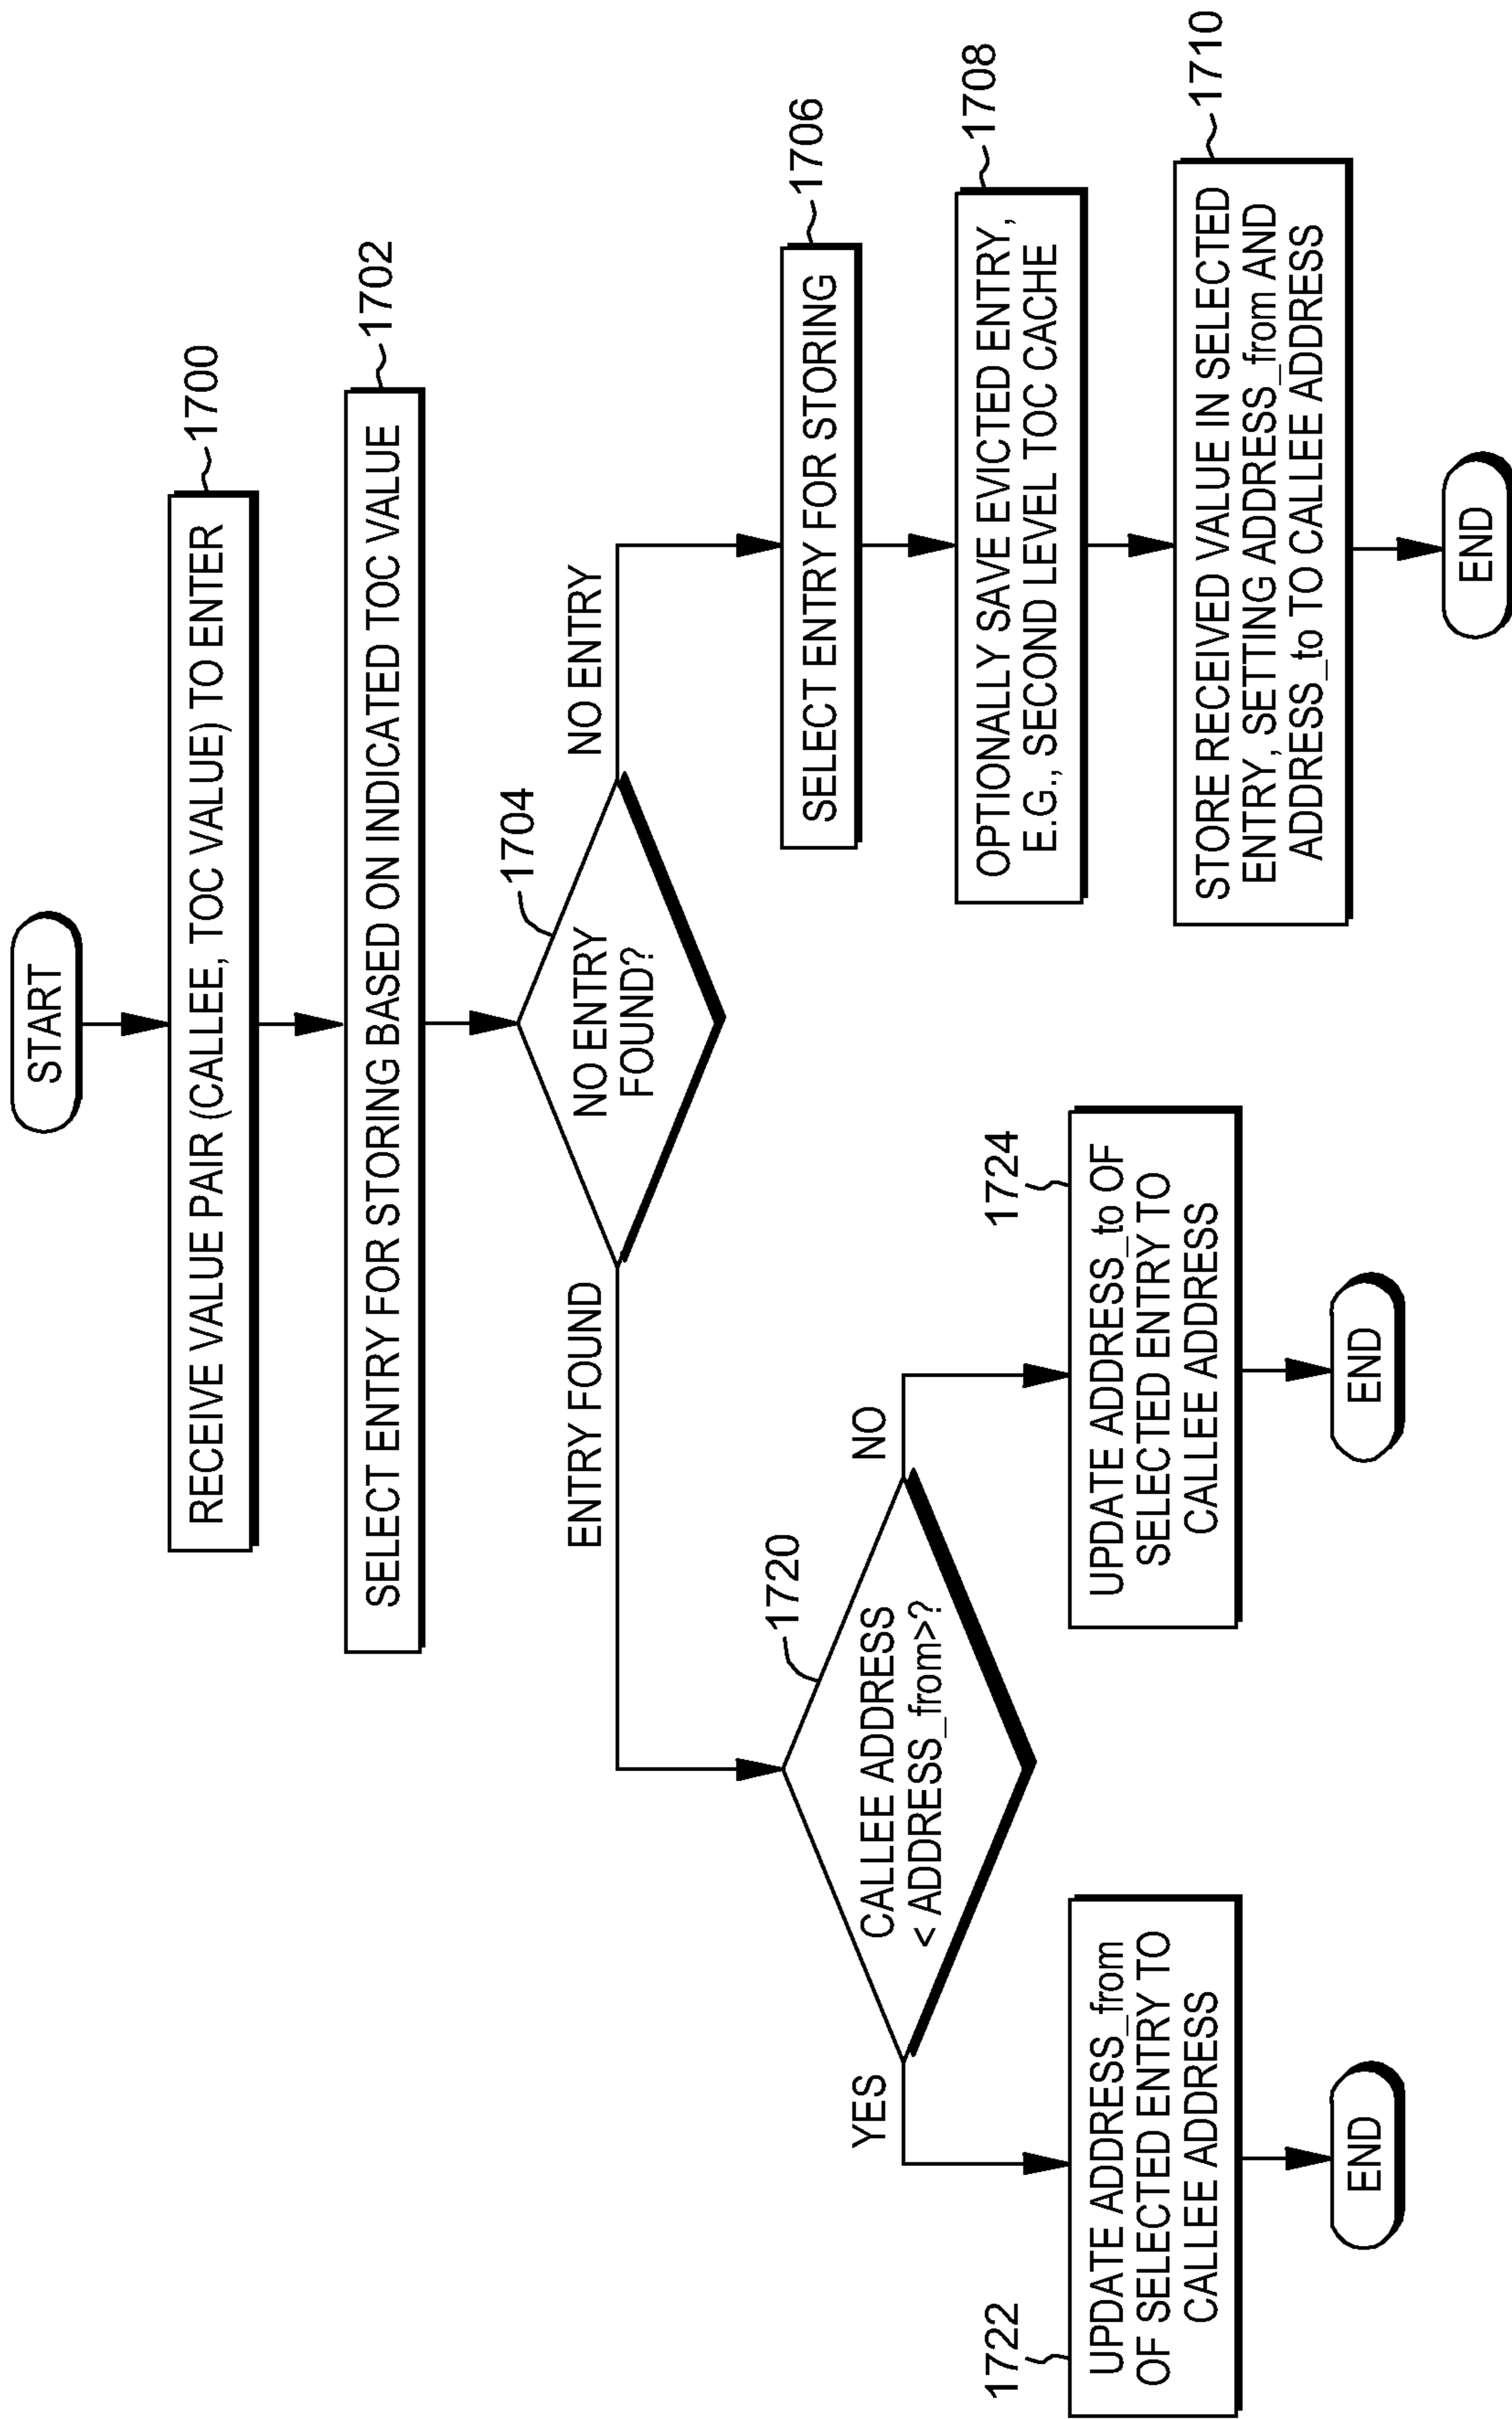 START
RECEIVE VALUE PAIR (CALLEE, TOC VALUE) TO ENTER
1700
SELECT ENTRY FOR STORING BASED ON INDICATED TOC VALUE
1702
NO ENTRY
FOUND?
1704
ENTRY FOUND
NO ENTRY
CALLEE ADDRESS
< ADDRESS_from>?
1720
YES
NO
1722
UPDATE ADDRESS_from
OF SELECTED ENTRY TO
CALLEE ADDRESS
END
1724
UPDATE ADDRESS_to OF
SELECTED ENTRY TO
CALLEE ADDRESS
END
SELECT ENTRY FOR STORING
1706
OPTIONALLY SAVE EVICTED ENTRY,
E.G., SECOND LEVEL TOC CACHE
1708
STORE RECEIVED VALUE IN SELECTED
ENTRY, SETTING ADDRESS_from AND
ADDRESS_to TO CALLEE ADDRESS
1710
END